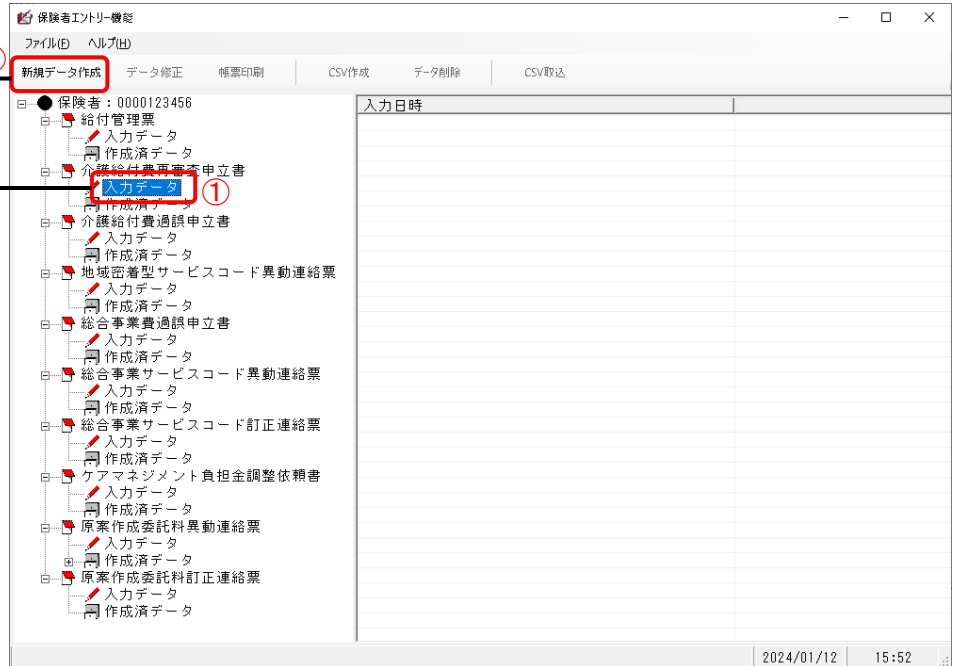 保険者エントリー機能
ファイル(F) ヘルプ(H)
新規データ作成 データ修正 帳票印刷 CSV作成 データ削除 CSV取込
保険者：0000123456
入力日時
給付管理票
入力データ
作成済データ
介護給付費再審査申立書
入力データ
①
作成済データ
介護給付費過誤申立書
入力データ
作成済データ
地域密着型サービスコード異動連絡票
入力データ
作成済データ
総合事業費過誤申立書
入力データ
作成済データ
総合事業サービスコード異動連絡票
入力データ
作成済データ
総合事業サービスコード訂正連絡票
入力データ
作成済データ
ケアマネジメント負担金調整依頼書
入力データ
作成済データ
原案作成委託料異動連絡票
入力データ
作成済データ
原案作成委託料訂正連絡票
入力データ
作成済データ
2024/01/12 15:52